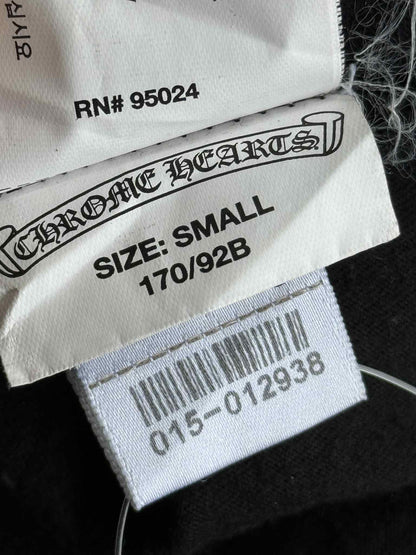 RN# 95024
CHROME HEARTS
SIZE: SMALL
170/92B
015-012938